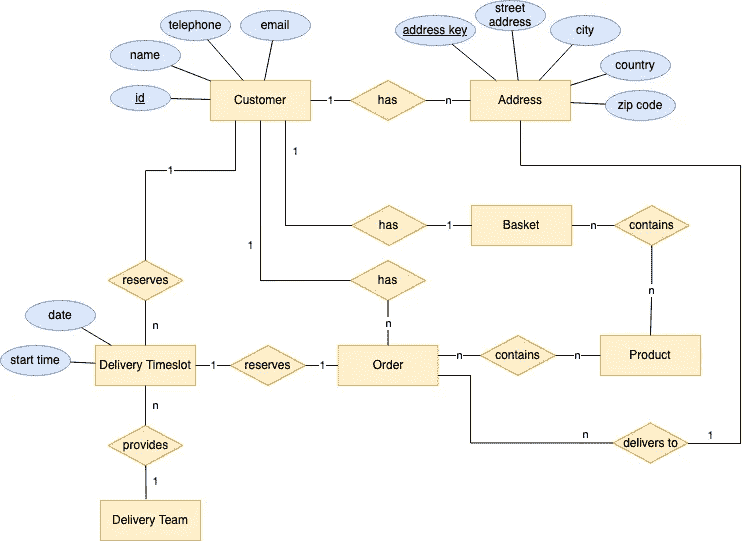 telephone
email
street
address
name
address key
city
country
id
Customer
1
has
n
Address
zip code
1
1
1
has
1
Basket
n
contains
1
reserves
has
n
date
n
n
start time
Delivery Timeslot
1
reserves
1
Order
n
contains
n
Product
n
provides
n
delivers to
1
1
Delivery Team